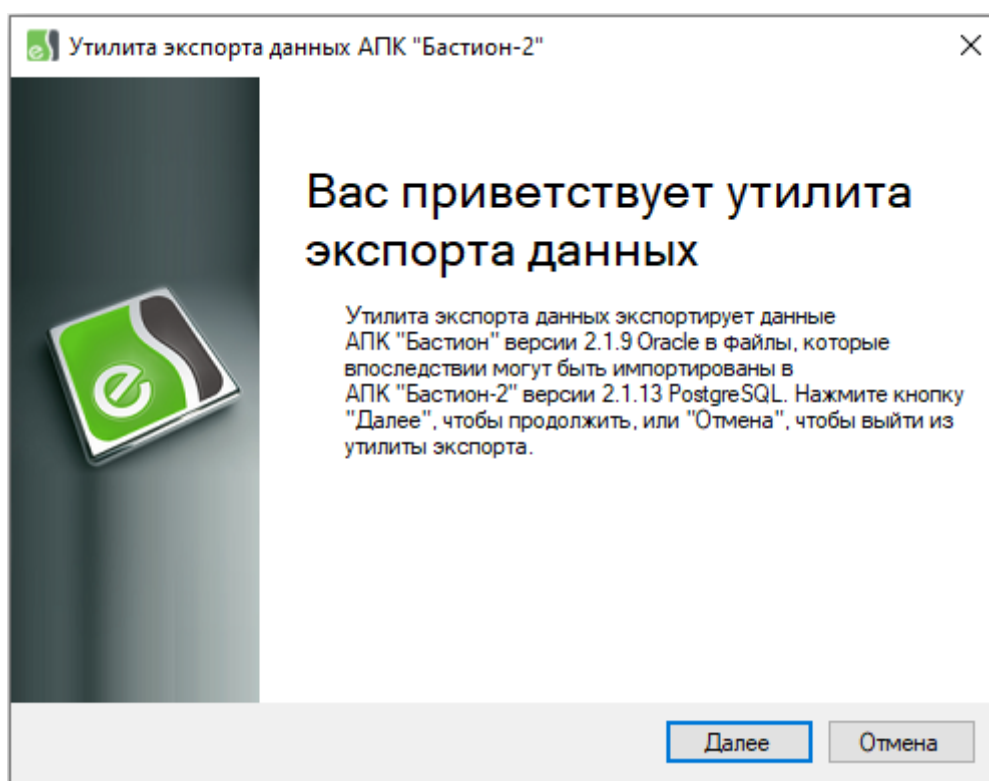 Утилита экспорта данных АПК "Бастион-2"
Вас приветствует утилита
экспорта данных
Утилита экспорта данных экспортирует данные
АПК "Бастион" версии 2.1.9 Oracle в файлы, которые
впоследствии могут быть импортированы в
АПК "Бастион-2" версии 2.1.13 PostgreSQL. Нажмите кнопку
"Далее", чтобы продолжить, или "Отмена", чтобы выйти из
утилиты экспорта.
Далее
Отмена